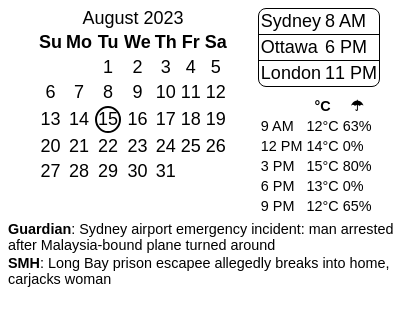 August 2023
Su Mo Tu We Th Fr Sa
1 2 3 4 5
6 7 8 9 10 11 12
13 14 15 16 17 18 19
20 21 22 23 24 25 26
27 28 29 30 31
Sydney 8 AM
Ottawa 6 PM
London 11 PM
°C ☂
9 AM 12°C 63%
12 PM 14°C 0%
3 PM 15°C 80%
6 PM 13°C 0%
9 PM 12°C 65%
Guardian: Sydney airport emergency incident: man arrested
after Malaysia-bound plane turned around
SMH: Long Bay prison escapee allegedly breaks into home,
carjacks woman